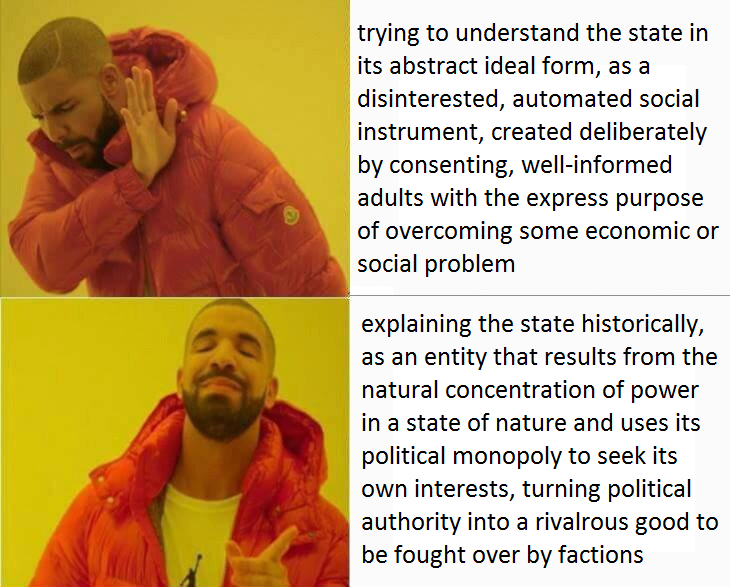 trying to understand the state in
its abstract ideal form, as a
disinterested, automated social
instrument, created deliberately
by consenting, well-informed
adults with the express purpose
of overcoming some economic or
social problem
explaining the state historically,
as an entity that results from the
natural concentration of power
in a state of nature and uses its
political monopoly to seek its
own interests, turning political
authority into a rivalrous good to
be fought over by factions